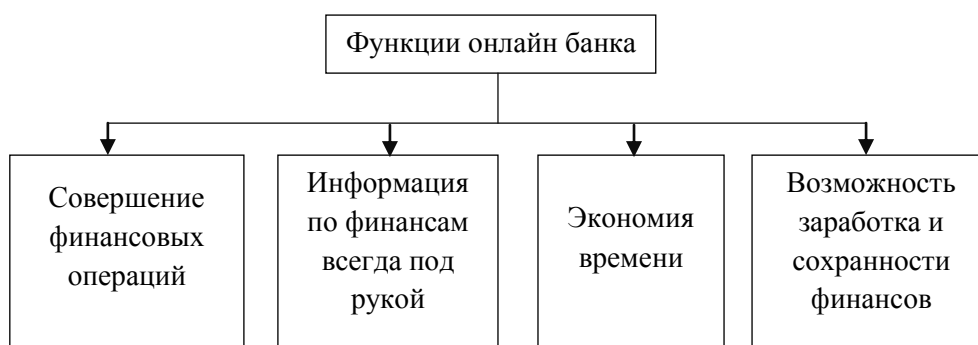 Функции онлайн банка
Совершение
финансовых
операций
Информация
по финансам
всегда под
рукой
Экономия
времени
Возможность
заработка и
сохранности
финансов